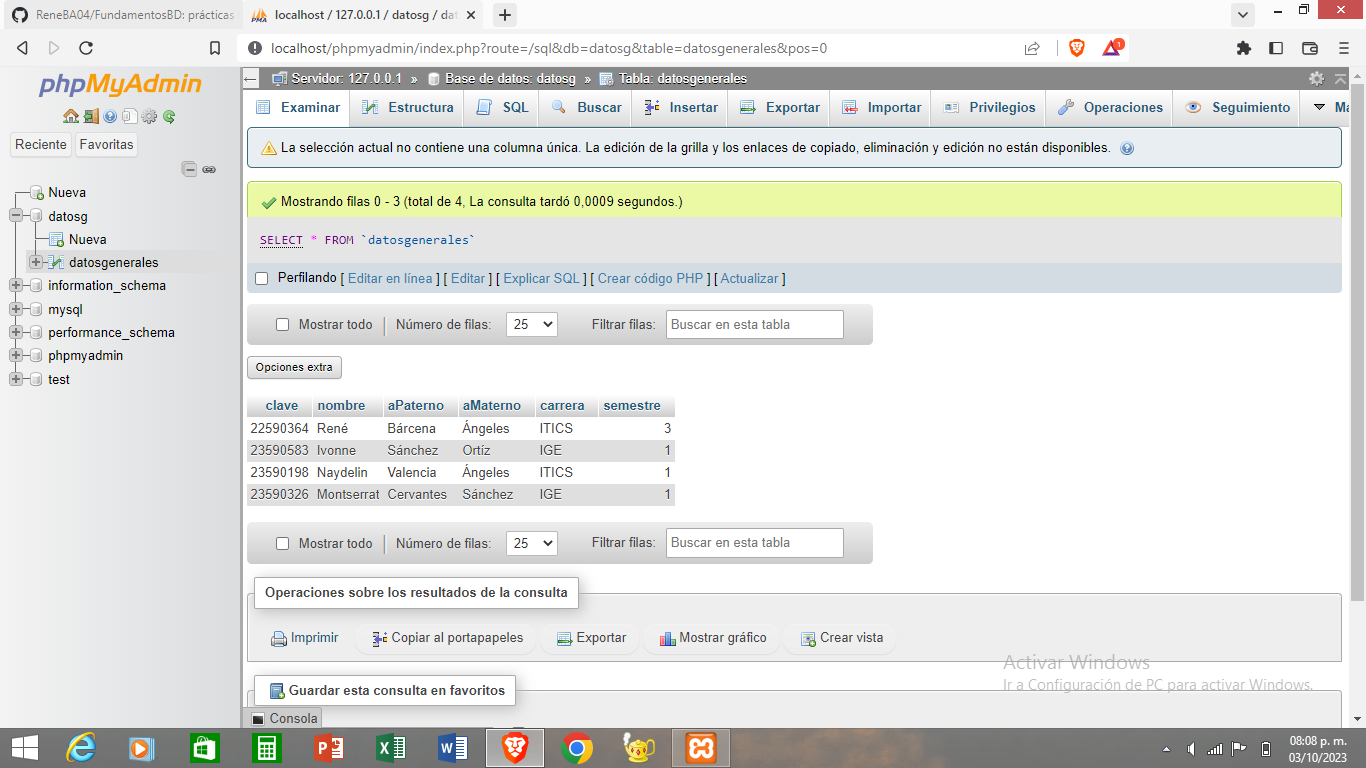 ReneBA04/FundamentosBD: prácticas
localhost / 127.0.0.1 / datosg / dat
localhost/phpmyadmin/index.php?route=/sql&db=datosg&table=datosgenerales&pos=0
1
phpMyAdmin
Reciente
Favoritas
Nueva
datosg
Nueva
datosgenerales
information_schema
mysql
performance_schema
phpmyadmin
test
Servidor: 127.0.0.1 » Base de datos: datosg » Tabla: datosgenerales
Examinar
Estructura
SQL
Buscar
Insertar
Exportar
Importar
Privilegios
Operaciones
Seguimiento
Má
La selección actual no contiene una columna única. La edición de la grilla y los enlaces de copiado, eliminación y edición no están disponibles.
Mostrando filas 0 - 3 (total de 4, La consulta tardó 0,0009 segundos.)
SELECT * FROM `datosgenerales`
Perfilando [ Editar en línea ] [ Editar ] [ Explicar SQL ] [ Crear código PHP ] [ Actualizar ]
Mostrar todo | Número de filas: 25 Filtrar filas: Buscar en esta tabla
Opciones extra
clave nombre aPaterno aMaterno carrera semestre
22590364 René Bárcena Ángeles ITICS 3
23590583 Ivonne Sánchez Ortíz IGE 1
23590198 Naydelin Valencia Ángeles ITICS 1
23590326 Montserrat Cervantes Sánchez IGE 1
Mostrar todo | Número de filas: 25 Filtrar filas: Buscar en esta tabla
Operaciones sobre los resultados de la consulta
Imprimir
Copiar al portapapeles
Exportar
Mostrar gráfico
Crear vista
Activar Windows
Ir a Configuración de PC para activar Windows.
Guardar esta consulta en favoritos
Consola
08:08 p. m.
03/10/2023